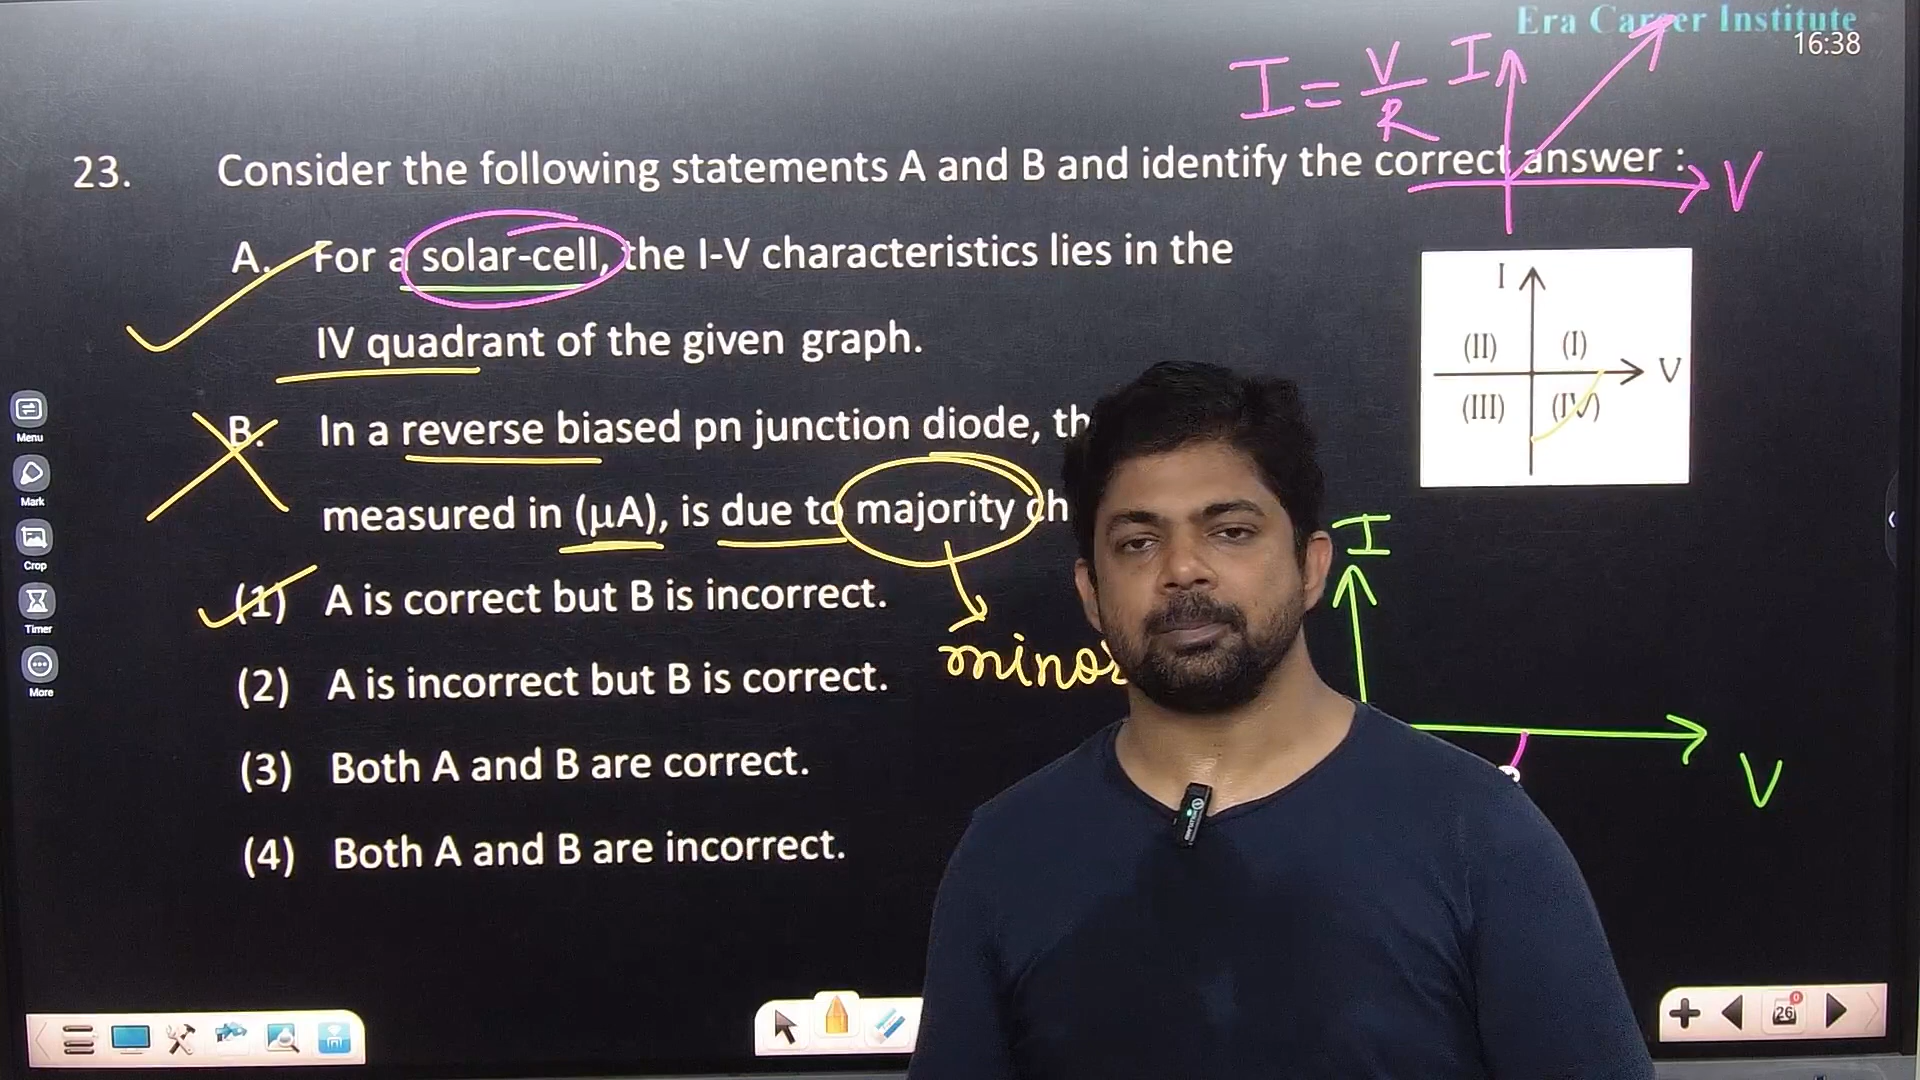 Era Career Institute
16:38
I = V/R
I
V
23. Consider the following statements A and B and identify the correct answer :
A. For a solar-cell, the I-V characteristics lies in the
IV quadrant of the given graph.
I
(II) (I)
V
(III) (IV)
B. In a reverse biased pn junction diode,
measured in (μA), is due to majority
I
(1) A is correct but B is incorrect.
(2) A is incorrect but B is correct.
V
(3) Both A and B are correct.
(4) Both A and B are incorrect.
Menu
Mark
Crop
Timer
More
26
0